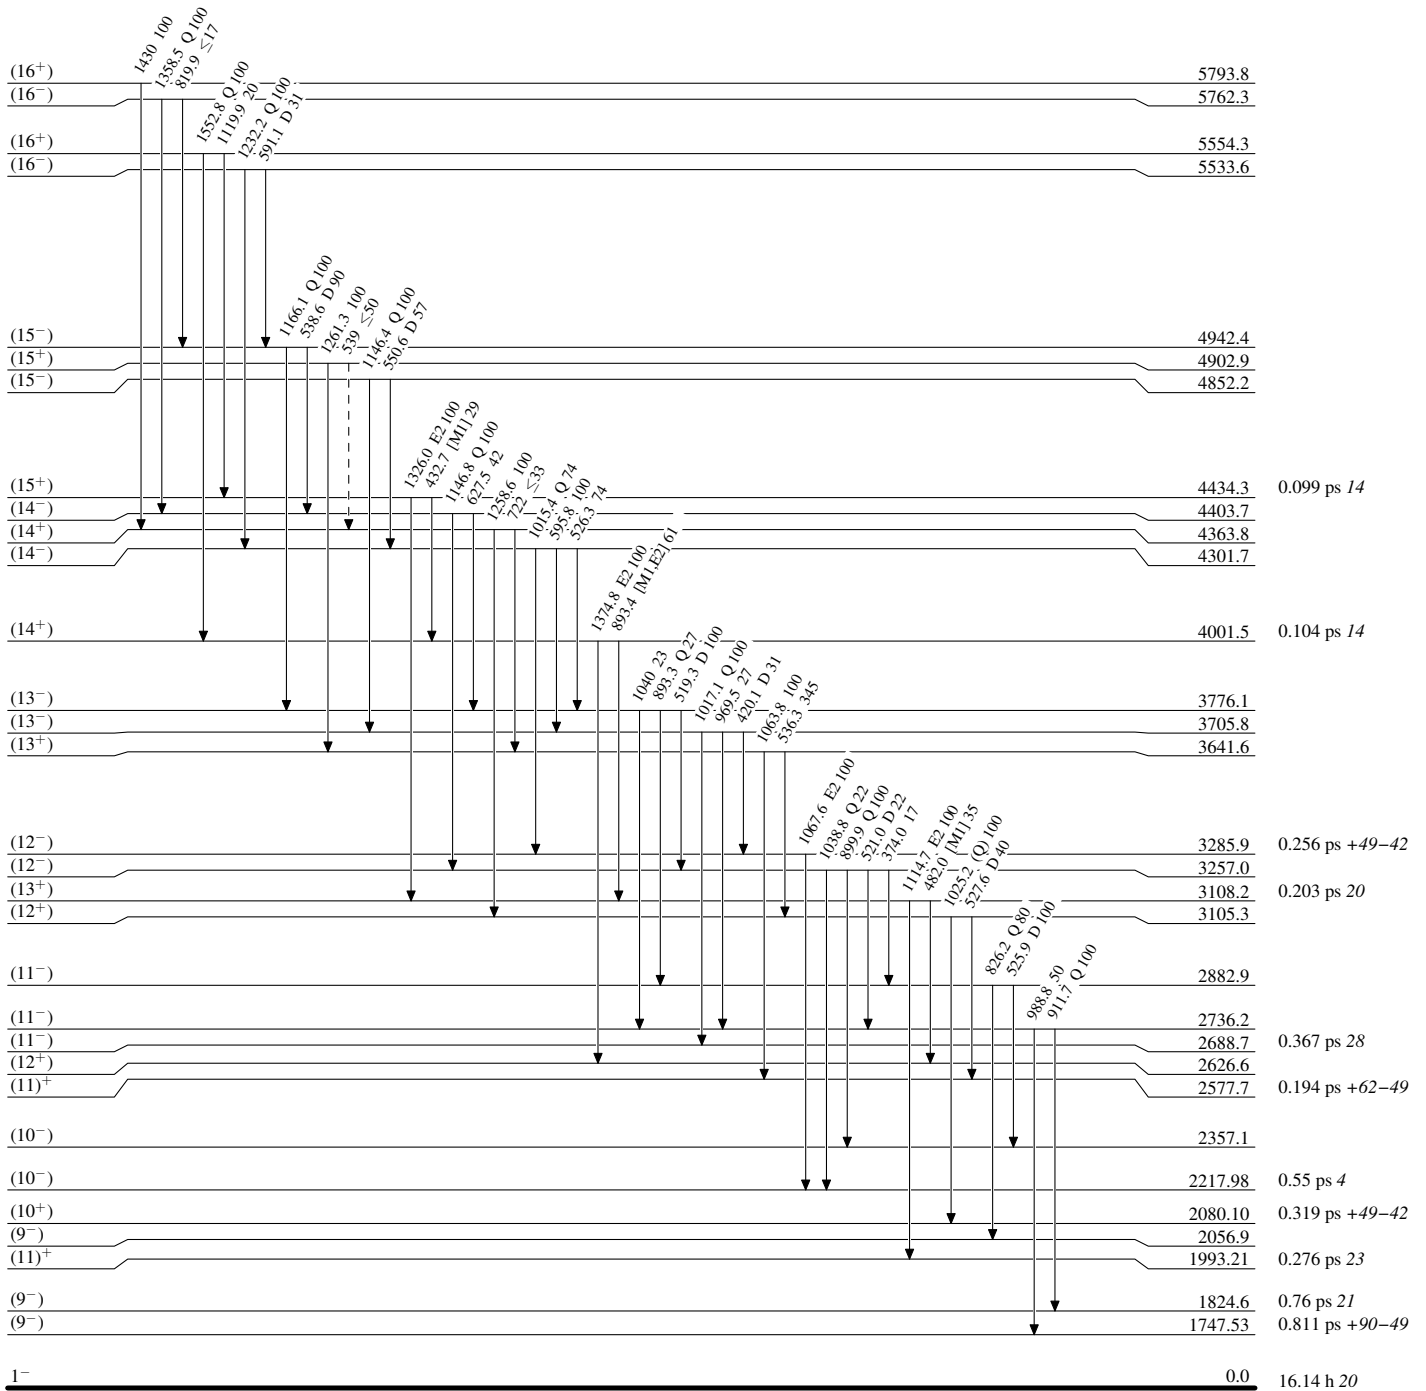 1430 100
1358.5 Q 100
819.9 ≤17
1552.8 Q 100
1119.9 20
1232.2 Q 100
591.1 D 31
1166.1 Q 100
538.6 D 90
1261.3 100
539 ≤50
1146.4 Q 100
550.6 D 57
1326.0 E2 100
432.7 [M1] 29
1146.8 Q 100
627.5 42
1258.6 100
722 ≤33
1015.4 Q 74
595.8 100
526.3 74
1374.8 E2 100
893.4 [M1,E2] 61
1040 23
893.3 Q 27
519.3 D 100
1017.1 Q 100
969.5 27
420.1 D 31
1063.8 100
536.3 345
1067.6 E2 100
1038.8 Q 22
899.9 Q 100
521.0 D 22
374.0 17
1114.7 E2 100
482.0 [M1] 35
1025.2 (Q) 100
527.6 D 40
826.2 Q 80
525.9 D 100
988.8 50
911.7 Q 100
(16⁺) 5793.8
(16⁻) 5762.3
(16⁺) 5554.3
(16⁻) 5533.6
(15⁻) 4942.4
(15⁺) 4902.9
(15⁻) 4852.2
(15⁺) 4434.3 0.099 ps 14
(14⁻) 4403.7
(14⁺) 4363.8
(14⁻) 4301.7
(14⁺) 4001.5 0.104 ps 14
(13⁻) 3776.1
(13⁻) 3705.8
(13⁺) 3641.6
(12⁻) 3285.9 0.256 ps +49−42
(12⁻) 3257.0
(13⁺) 3108.2 0.203 ps 20
(12⁺) 3105.3
(11⁻) 2882.9
(11⁻) 2736.2
(11⁻) 2688.7 0.367 ps 28
(12⁺) 2626.6
(11)⁺ 2577.7 0.194 ps +62−49
(10⁻) 2357.1
(10⁻) 2217.98 0.55 ps 4
(10⁺) 2080.10 0.319 ps +49−42
(9⁻) 2056.9
(11)⁺ 1993.21 0.276 ps 23
(9⁻) 1824.6 0.76 ps 21
(9⁻) 1747.53 0.811 ps +90−49
1⁻ 0.0 16.14 h 20